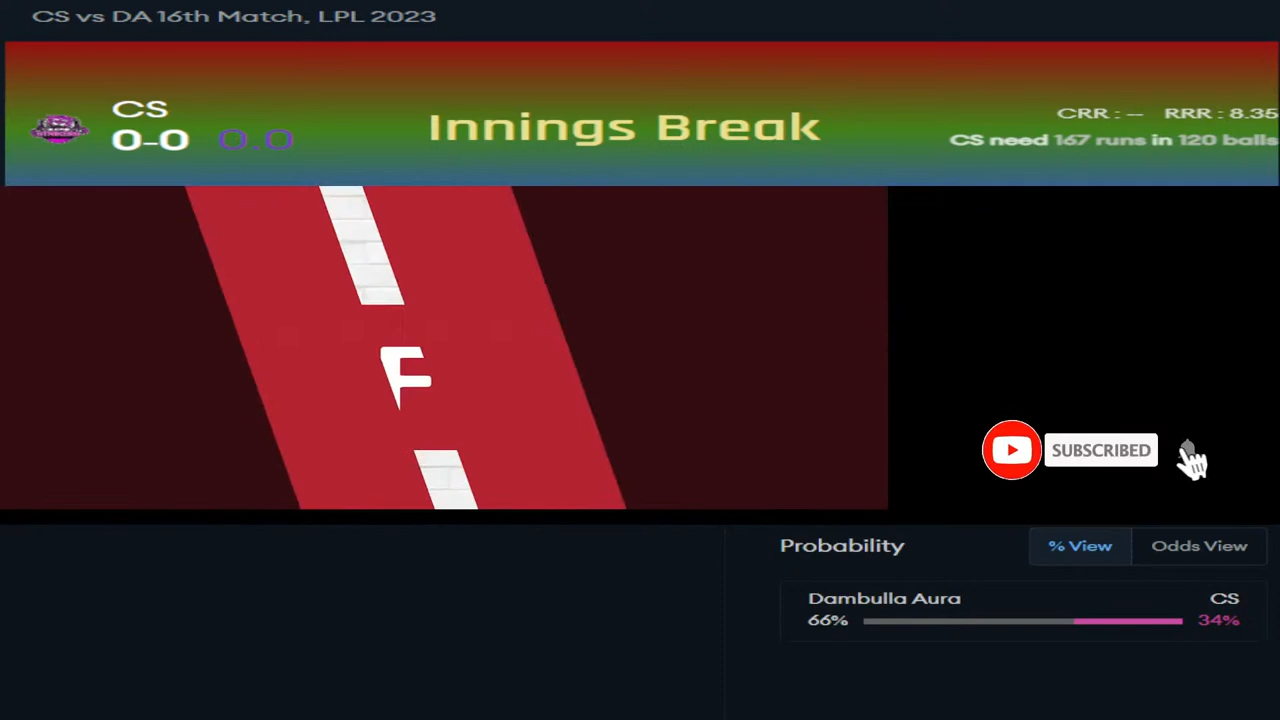 CS vs DA 16th Match, LPL 2023
CS
0-0 0.0
Innings Break
CRR : -- RRR : 8.35
CS need 167 runs in 120 balls
F
SUBSCRIBED
Probability
% View
Odds View
Dambulla Aura CS
66% 34%